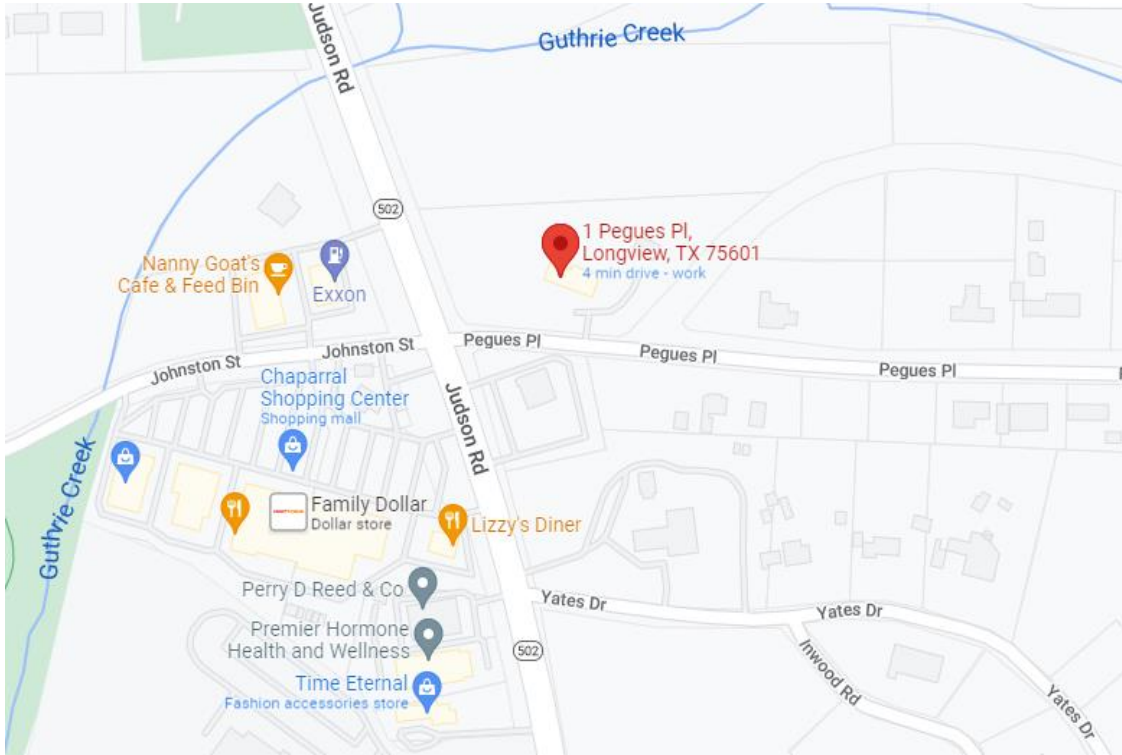 Judson Rd
Guthrie Creek
502
1 Pegues Pl,
Longview, TX 75601
4 min drive - work
Nanny Goat's
Cafe & Feed Bin
Exxon
Johnston St
Johnston St
Pegues Pl
Pegues Pl
Pegues Pl
Chaparral
Shopping Center
Shopping mall
Judson Rd
Guthrie Creek
Family Dollar
Dollar store
Lizzy's Diner
Perry D Reed & Co
Yates Dr
Yates Dr
Premier Hormone
Health and Wellness
502
Inwood Rd
Time Eternal
Fashion accessories store
Yates Dr